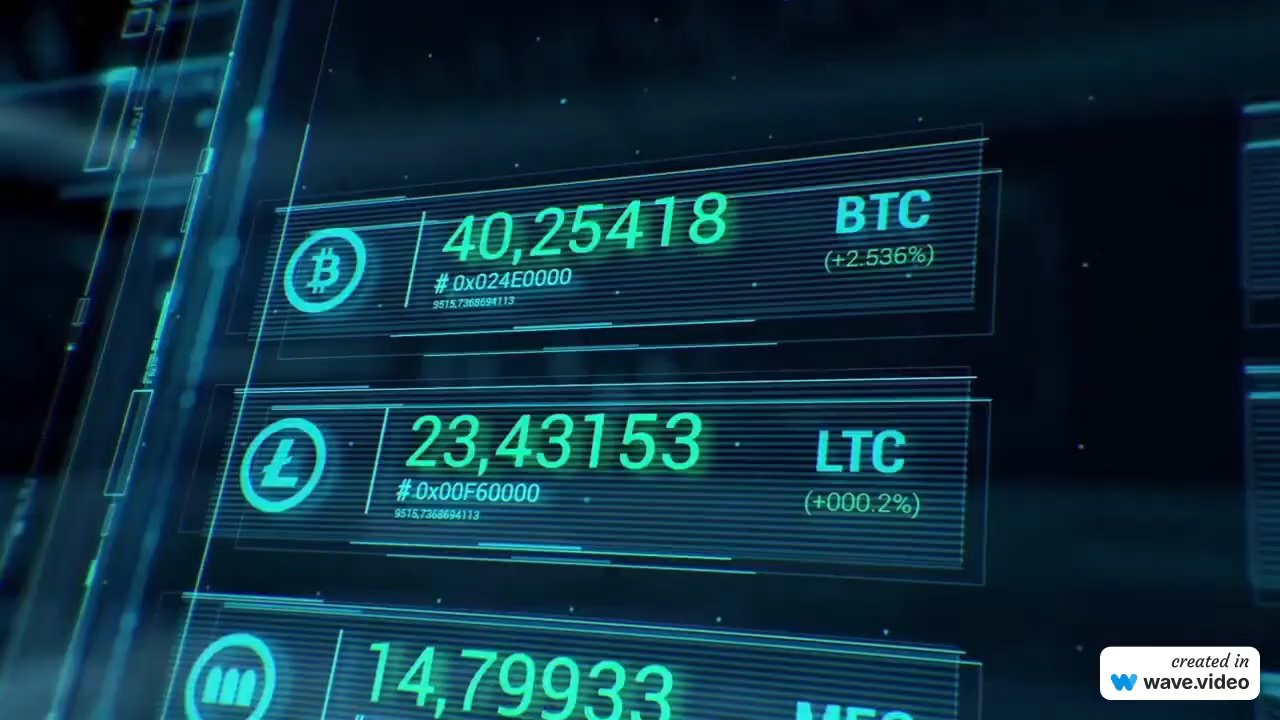 40,25418
BTC
# 0x024E0000
(+2.536%)
9515,7368694113
23,43153
LTC
# 0x00F60000
(+000.2%)
9515,7368694113
14,79933
created in
wave.video